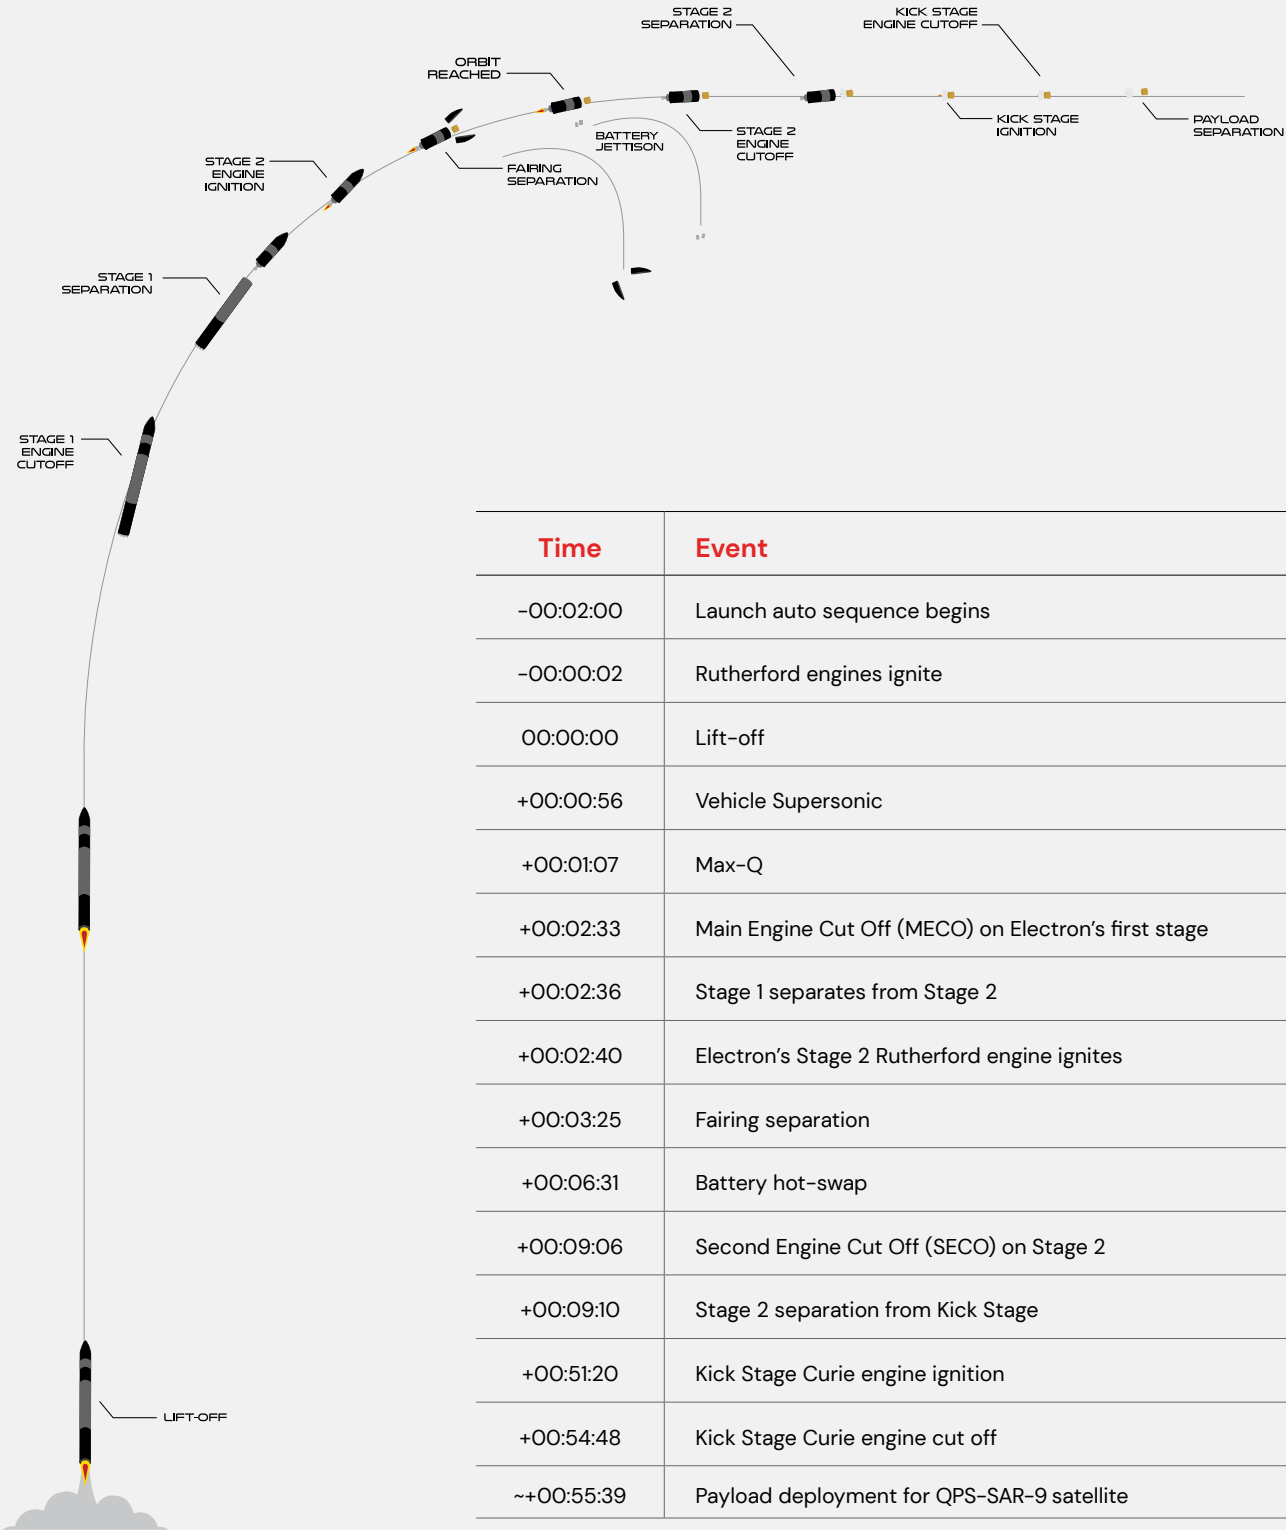 STAGE 2
SEPARATION
KICK STAGE
ENGINE CUTOFF
ORBIT
REACHED
BATTERY
JETTISON
STAGE 2
ENGINE
CUTOFF
KICK STAGE
IGNITION
PAYLOAD
SEPARATION
STAGE 2
ENGINE
IGNITION
FAIRING
SEPARATION
STAGE 1
SEPARATION
STAGE 1
ENGINE
CUTOFF
LIFT-OFF
Time Event
-00:02:00 Launch auto sequence begins
-00:00:02 Rutherford engines ignite
00:00:00 Lift-off
+00:00:56 Vehicle Supersonic
+00:01:07 Max-Q
+00:02:33 Main Engine Cut Off (MECO) on Electron's first stage
+00:02:36 Stage 1 separates from Stage 2
+00:02:40 Electron's Stage 2 Rutherford engine ignites
+00:03:25 Fairing separation
+00:06:31 Battery hot-swap
+00:09:06 Second Engine Cut Off (SECO) on Stage 2
+00:09:10 Stage 2 separation from Kick Stage
+00:51:20 Kick Stage Curie engine ignition
+00:54:48 Kick Stage Curie engine cut off
~+00:55:39 Payload deployment for QPS-SAR-9 satellite